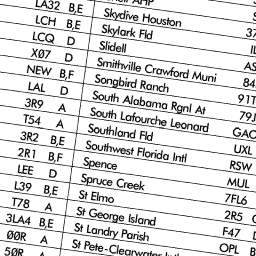 LA32 B,E Skydive Houston 37
LCH B,E Skylark Fld
LCQ D Slidell
X07 D Smithville Crawford Muni 84
NEW B,F Songbird Ranch 91T
LAL D South Alabama Rgnl At 79J
3R9 A South Lafourche Leonard GAO
T54 A Southland Fld UXL
3R2 B,E Southwest Florida Intl RSW
2R1 B,F Spence MUL
LEE D Spruce Creek 7FL6
L39 B,E St Elmo 2R5
T78 A St George Island F47
3LA4 B,E St Landry Parish OPL
00R A St Pete-Clearwater
50R A